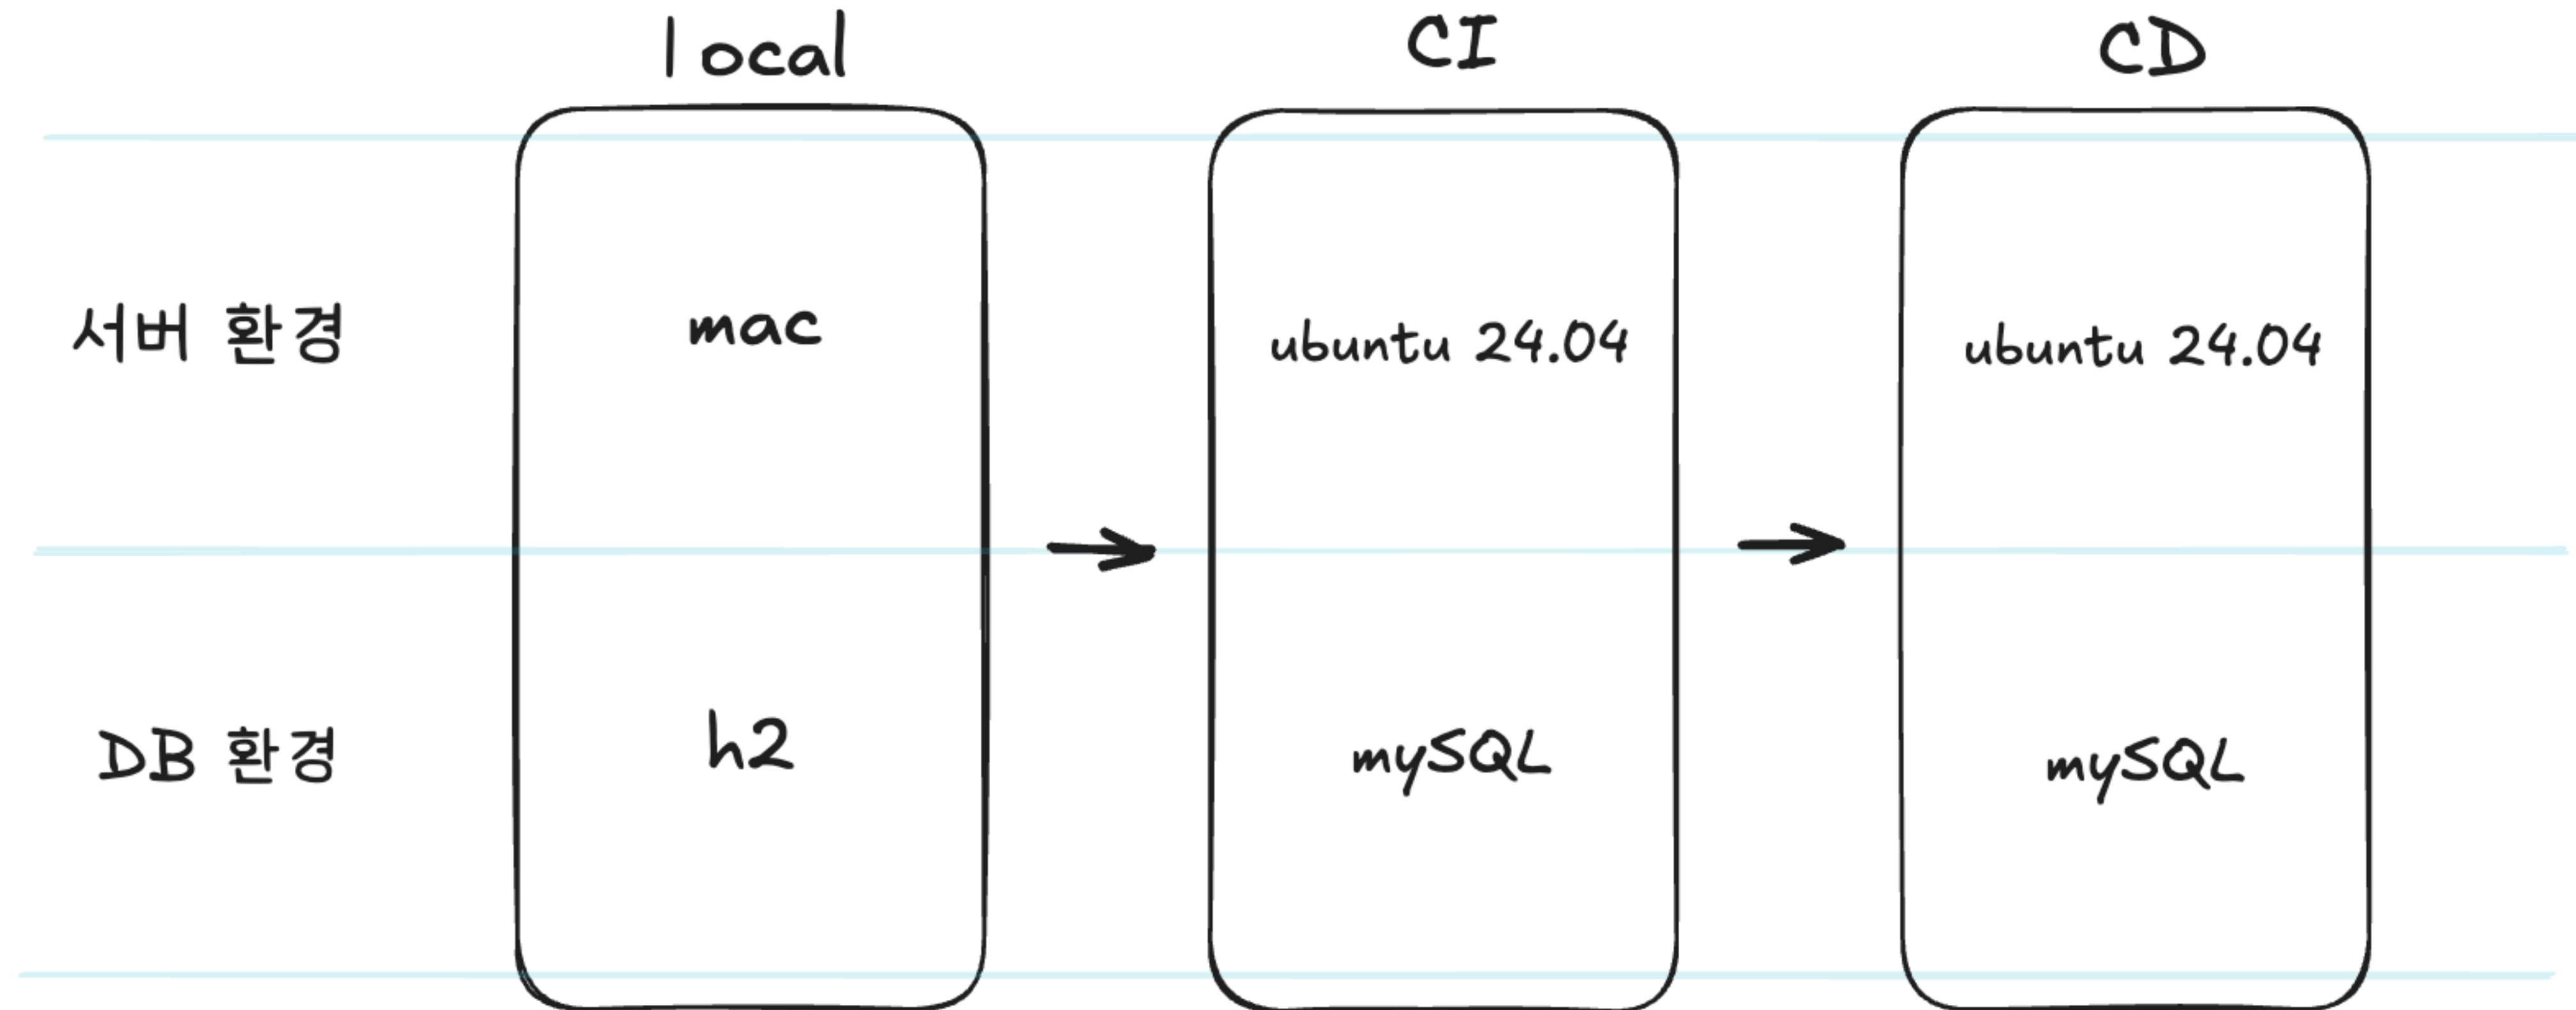 local
CI
CD
서버 환경
mac
ubuntu 24.04
ubuntu 24.04
DB 환경
h2
mySQL
mySQL